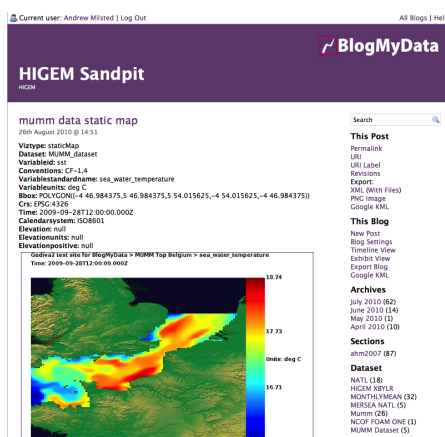 Current user: Andrew Milsted | Log Out
All Blogs | Hel
BlogMyData
HIGEM Sandpit
HIGEM
mumm data static map
26th August 2010 @ 14:51
Viztype: staticMap
Dataset: MUMM_dataset
Variableid: sst
Conventions: CF-1.4
Variablestandardname: sea_water_temperature
Variableunits: deg C
Bbox: POLYGON((-4 46.984375,5 46.984375,5 54.015625,-4 54.015625,-4 46.984375))
Crs: EPSG:4326
Time: 2009-09-28T12:00:00.000Z
Calendarsystem: ISO8601
Elevation: null
Elevationunits: null
Elevationpositive: null
Godiva2 test site for BlogMyData > MUMM Top Belgium > sea_water_temperature
Time: 2009-09-28T12:00:00.000Z
18.74
17.73
Units: deg C
16.71
Search
This Post
Permalink
URI
URI Label
Revisions
Export:
XML (With Files)
PNG Image
Google KML
This Blog
New Post
Blog Settings
Timeline View
Exhibit View
Export Blog
Google KML
Archives
July 2010 (62)
June 2010 (14)
May 2010 (1)
April 2010 (10)
Sections
ahm2007 (87)
Dataset
NATL (18)
HIGEM XBYLR
MONTHLYMEAN (32)
MERSEA NATL (5)
Mumm (26)
NCOF FOAM ONE (1)
MUMM Dataset (5)